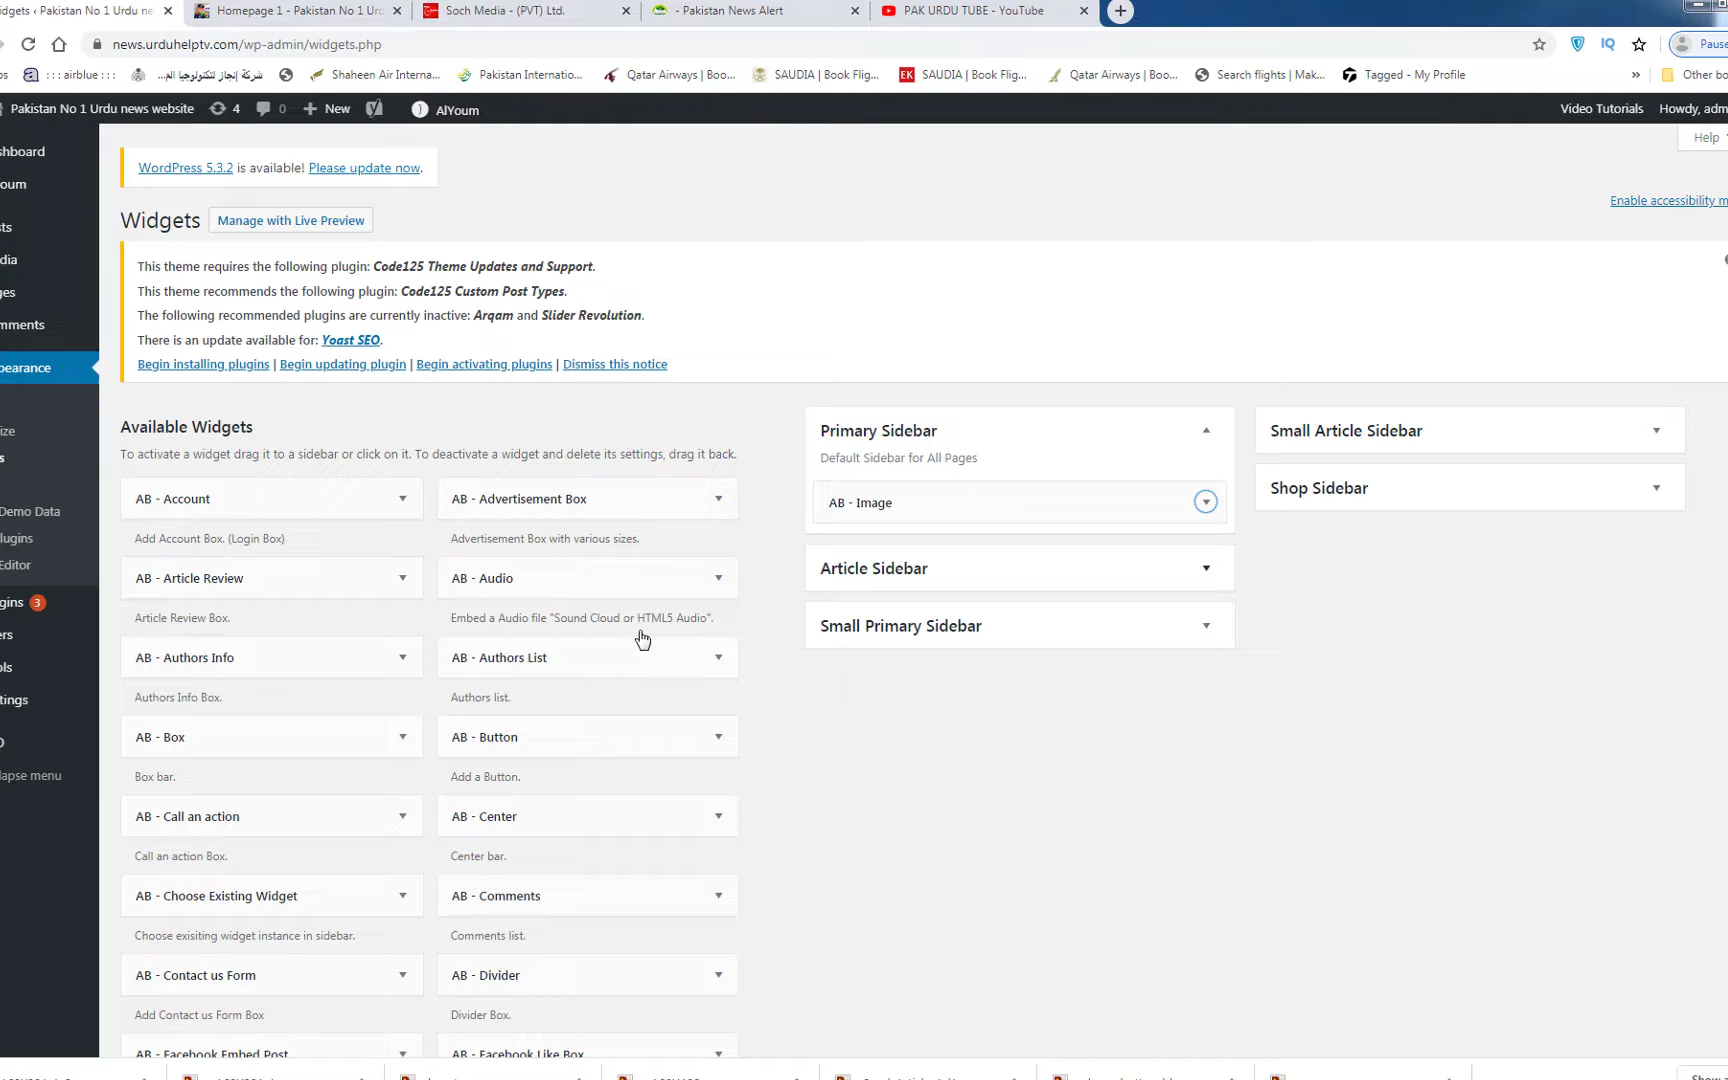 idgets ‹ Pakistan No 1 Urdu ne
Homepage 1 - Pakistan No 1 Urd
Soch Media - (PVT) Ltd.
- Pakistan News Alert
PAK URDU TUBE - YouTube
news.urduhelptv.com/wp-admin/widgets.php
Pause
ps
: : : airblue : : :
شركة إنجاز لتكنولوجيا الم...
Shaheen Air Interna...
Pakistan Internatio...
Qatar Airways | Boo...
SAUDIA | Book Flig...
EK SAUDIA | Book Flig...
Qatar Airways | Boo...
Search flights | Mak...
Tagged - My Profile
»
Other bo
Pakistan No 1 Urdu news website
4
0
New
AlYoum
Video Tutorials
Howdy, adm
shboard
oum
sts
dia
ges
mments
pearance
ize
s
Demo Data
lugins
Editor
gins 3
ers
ols
tings
O
lapse menu
Help
WordPress 5.3.2 is available! Please update now.
Enable accessibility m
Widgets
Manage with Live Preview
This theme requires the following plugin: Code125 Theme Updates and Support.
This theme recommends the following plugin: Code125 Custom Post Types.
The following recommended plugins are currently inactive: Arqam and Slider Revolution.
There is an update available for: Yoast SEO.
Begin installing plugins | Begin updating plugin | Begin activating plugins | Dismiss this notice
Available Widgets
To activate a widget drag it to a sidebar or click on it. To deactivate a widget and delete its settings, drag it back.
AB - Account
AB - Advertisement Box
Add Account Box. (Login Box)
Advertisement Box with various sizes.
AB - Article Review
AB - Audio
Article Review Box.
Embed a Audio file "Sound Cloud or HTML5 Audio".
AB - Authors Info
AB - Authors List
Authors Info Box.
Authors list.
AB - Box
AB - Button
Box bar.
Add a Button.
AB - Call an action
AB - Center
Call an action Box.
Center bar.
AB - Choose Existing Widget
AB - Comments
Choose exisiting widget instance in sidebar.
Comments list.
AB - Contact us Form
AB - Divider
Add Contact us Form Box
Divider Box.
AB - Facebook Embed Post
AB - Facebook Like Box
Primary Sidebar
Default Sidebar for All Pages
AB - Image
Article Sidebar
Small Primary Sidebar
Small Article Sidebar
Shop Sidebar